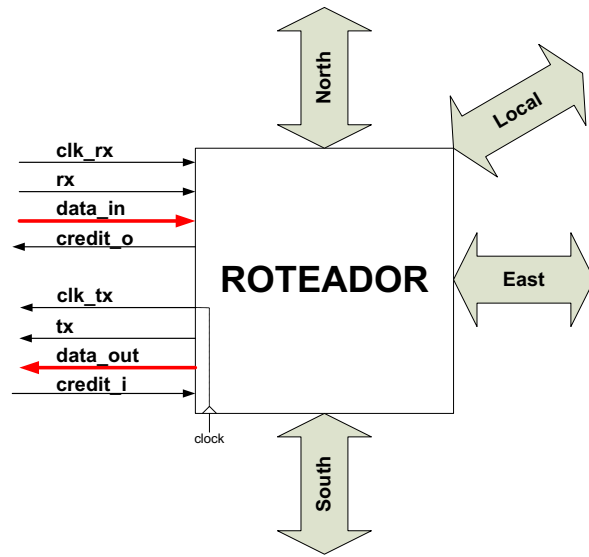 North
Local
clk_rx
rx
data_in
credit_o
ROTEADOR
East
clk_tx
tx
data_out
credit_i
clock
South